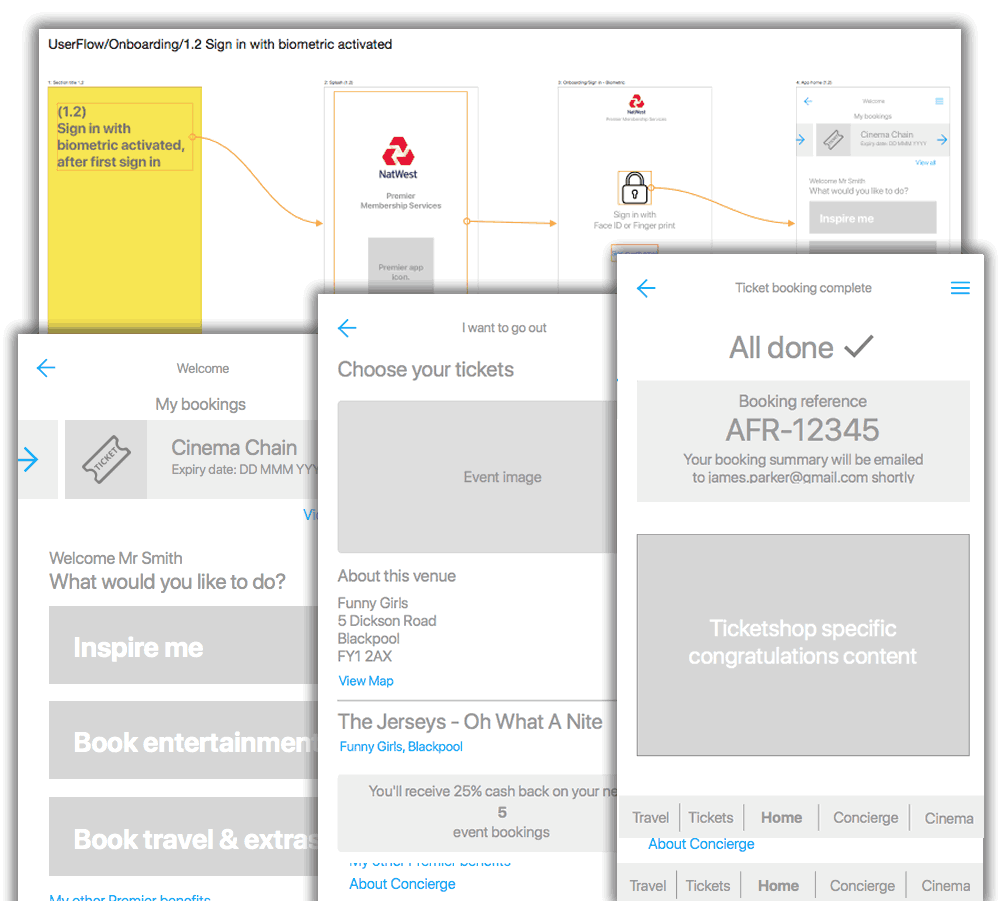 UserFlow/Onboarding/1.2 Sign in with biometric activated
1: Section title 1.2
(1.2)
Sign in with
biometric activated,
after first sign in
2: Splash (1.2)
NatWest
Premier
Membership Services
Premier app
icon.
3: Onboarding/Sign in - Biometric
NatWest
Premier Membership Services
Sign in with
Face ID or Finger print
4: App home (1.2)
Welcome
My bookings
TICKET
Cinema Chain
Expiry date: DD MMM YYYY
View all
Welcome Mr Smith
What would you like to do?
Inspire me
Welcome
My bookings
TICKET
Cinema Chain
Expiry date: DD MMM YYY
Vi
Welcome Mr Smith
What would you like to do?
Inspire me
Book entertainment
Book travel & extras
My other Premier benefits
I want to go out
Choose your tickets
Event image
About this venue
Funny Girls
5 Dickson Road
Blackpool
FY1 2AX
View Map
The Jerseys - Oh What A Nite
Funny Girls, Blackpool
You'll receive 25% cash back on your ne
5
event bookings
My other Premier benefits
About Concierge
Ticket booking complete
All done
Booking reference
AFR-12345
Your booking summary will be emailed
to james.parker@gmail.com shortly
Ticketshop specific
congratulations content
Travel Tickets Home Concierge Cinema
About Concierge
Travel Tickets Home Concierge Cinema